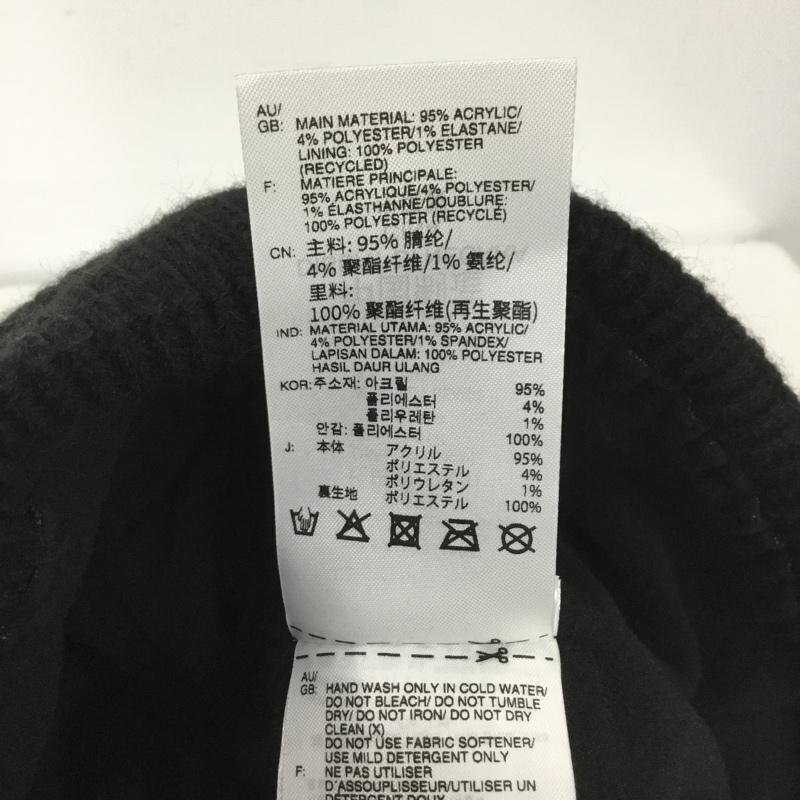 AU/
GB: MAIN MATERIAL: 95% ACRYLIC/
4% POLYESTER/1% ELASTANE/
LINING: 100% POLYESTER
(RECYCLED)
F: MATIERE PRINCIPALE:
95% ACRYLIQUE/4% POLYESTER/
1% ÉLASTHANNE/DOUBLURE:
100% POLYESTER (RECYCLÉ)
CN: 主料: 95% 腈纶/
4% 聚酯纤维/1% 氨纶/
里料:
100% 聚酯纤维(再生聚酯)
IND: MATERIAL UTAMA: 95% ACRYLIC/
4% POLYESTER/1% SPANDEX/
LAPISAN DALAM: 100% POLYESTER
HASIL DAUR ULANG
KOR: 주소재: 아크릴 95%
폴리에스터 4%
폴리우레탄 1%
안감: 폴리에스터 100%
J: 本体 アクリル 95%
ポリエステル 4%
ポリウレタン 1%
裏生地 ポリエステル 100%
AU/
GB: HAND WASH ONLY IN COLD WATER/
DO NOT BLEACH/ DO NOT TUMBLE
DRY/ DO NOT IRON/ DO NOT DRY
CLEAN (X)
DO NOT USE FABRIC SOFTENER/
USE MILD DETERGENT ONLY
F: NE PAS UTILISER
D'ASSOUPLISSEUR/UTILISER UN
DÉTERGENT DOUX